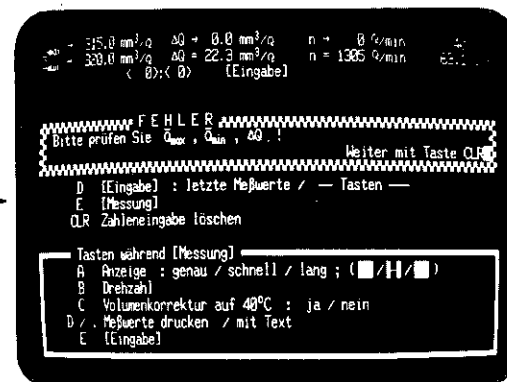 315.0 mm³/Q ΔQ → 0.0 mm³/Q n → 0 Q/min
320.0 mm³/Q ΔQ = 22.3 mm³/Q n = 1305 Q/min
< 0>:< 0> [Eingabe]
FEHLER
Bitte prüfen Sie Q̄max , Q̄min , ΔQ . !
Weiter mit Taste CLR
D [Eingabe] : letzte Meßwerte / — Tasten —
E [Messung]
CLR Zahleneingabe löschen
Tasten während [Messung]
A Anzeige : genau / schnell / lang ; ( / / )
B Drehzahl
C Volumenkorrektur auf 40°C : ja / nein
D / . Meßwerte drucken / mit Text
E [Eingabe]